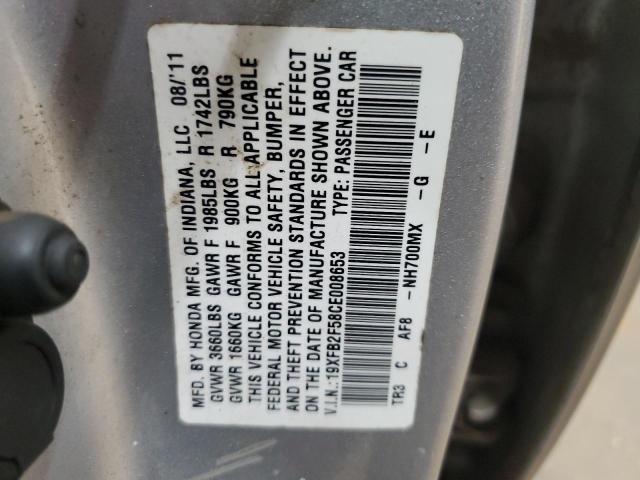 MFD. BY HONDA MFG. OF INDIANA, LLC 08/'11
GVWR 3660LBS GAWR F 1985LBS R 1742LBS
GVWR 1660KG GAWR F 900KG R 790KG
THIS VEHICLE CONFORMS TO ALL APPLICABLE
FEDERAL MOTOR VEHICLE SAFETY, BUMPER,
AND THEFT PREVENTION STANDARDS IN EFFECT
ON THE DATE OF MANUFACTURE SHOWN ABOVE.
V.I.N.:19XFB2F58CE008653 TYPE: PASSENGER CAR
TR3 C AF8 -NH700MX -G -E